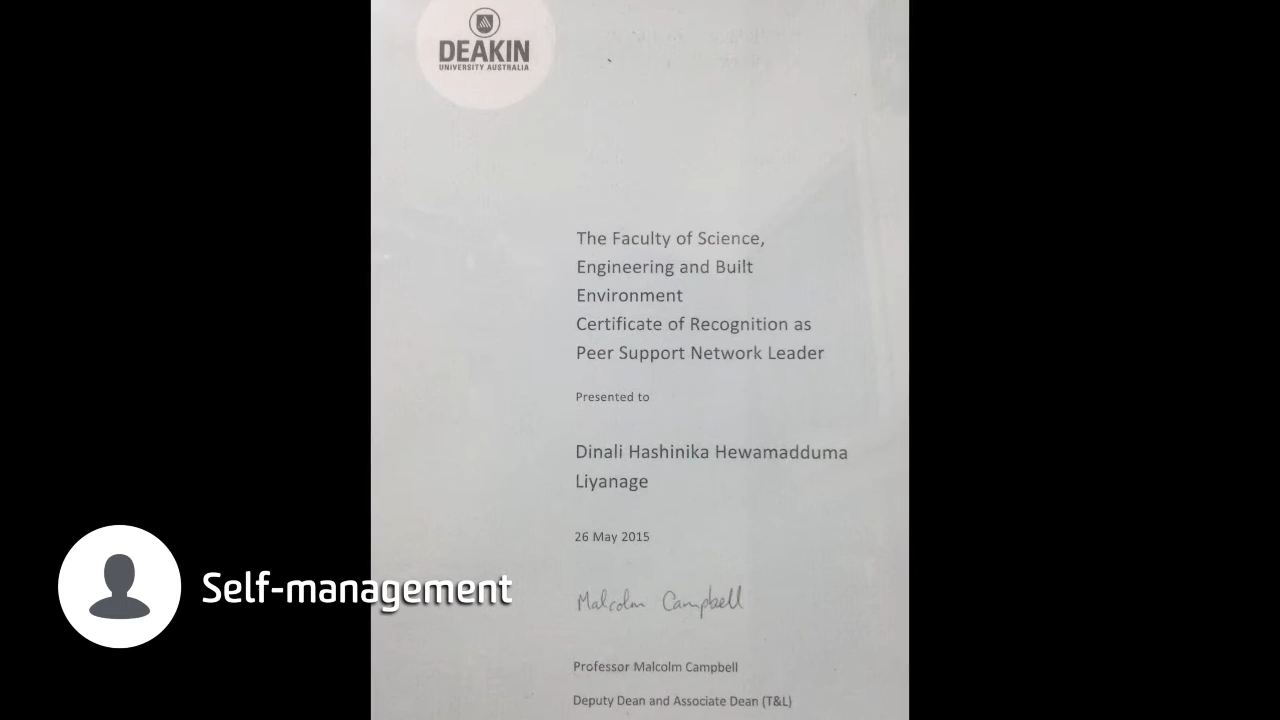 DEAKIN
UNIVERSITY AUSTRALIA
The Faculty of Science,
Engineering and Built
Environment
Certificate of Recognition as
Peer Support Network Leader
Presented to
Dinali Hashinika Hewamadduma
Liyanage
26 May 2015
Malcolm Campbell
Self-management
Professor Malcolm Campbell
Deputy Dean and Associate Dean (T&L)